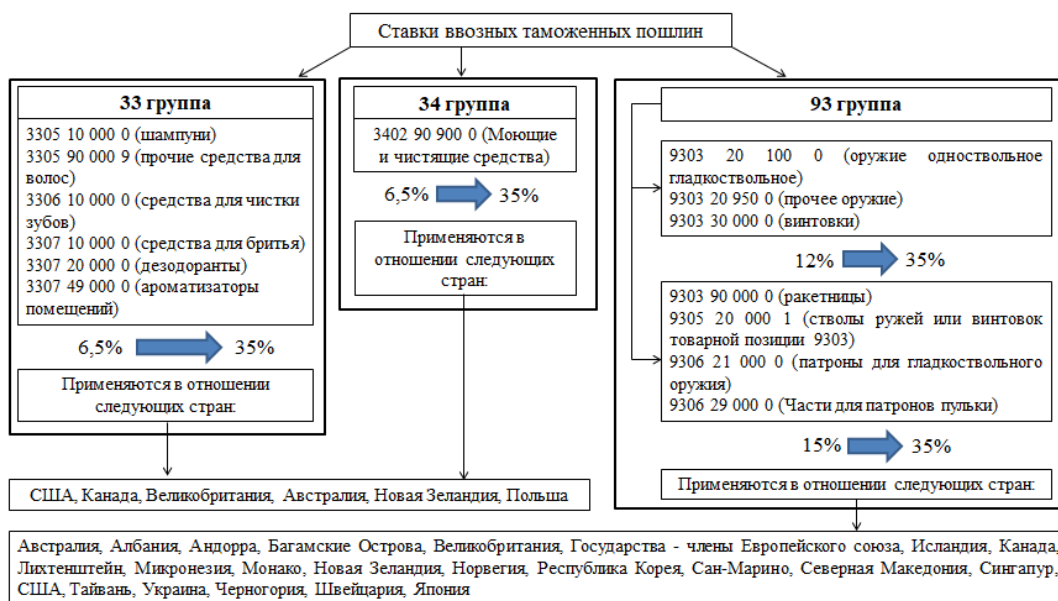 Ставки ввозных таможенных пошлин
33 группа
3305 10 000 0 (шампуни)
3305 90 000 9 (прочие средства для
волос)
3306 10 000 0 (средства для чистки
зубов)
3307 10 000 0 (средства для бритья)
3307 20 000 0 (дезодоранты)
3307 49 000 0 (ароматизаторы
помещений)
6,5% 35%
Применяются в отношении
следующих стран:
34 группа
3402 90 900 0 (Моющие
и чистящие средства)
6,5% 35%
Применяются в
отношении следующих
стран:
93 группа
9303 20 100 0 (оружие одноствольное
гладкоствольное)
9303 20 950 0 (прочее оружие)
9303 30 000 0 (винтовки)
12% 35%
9303 90 000 0 (ракетницы)
9305 20 000 1 (стволы ружей или винтовок
товарной позиции 9303)
9306 21 000 0 (патроны для гладкоствольного
оружия)
9306 29 000 0 (Части для патронов пульки)
15% 35%
Применяются в отношении следующих стран:
США, Канада, Великобритания, Австралия, Новая Зеландия, Польша
Австралия, Албания, Андорра, Багамские Острова, Великобритания, Государства - члены Европейского союза, Исландия, Канада,
Лихтенштейн, Микронезия, Монако, Новая Зеландия, Норвегия, Республика Корея, Сан-Марино, Северная Македония, Сингапур,
США, Тайвань, Украина, Черногория, Швейцария, Япония